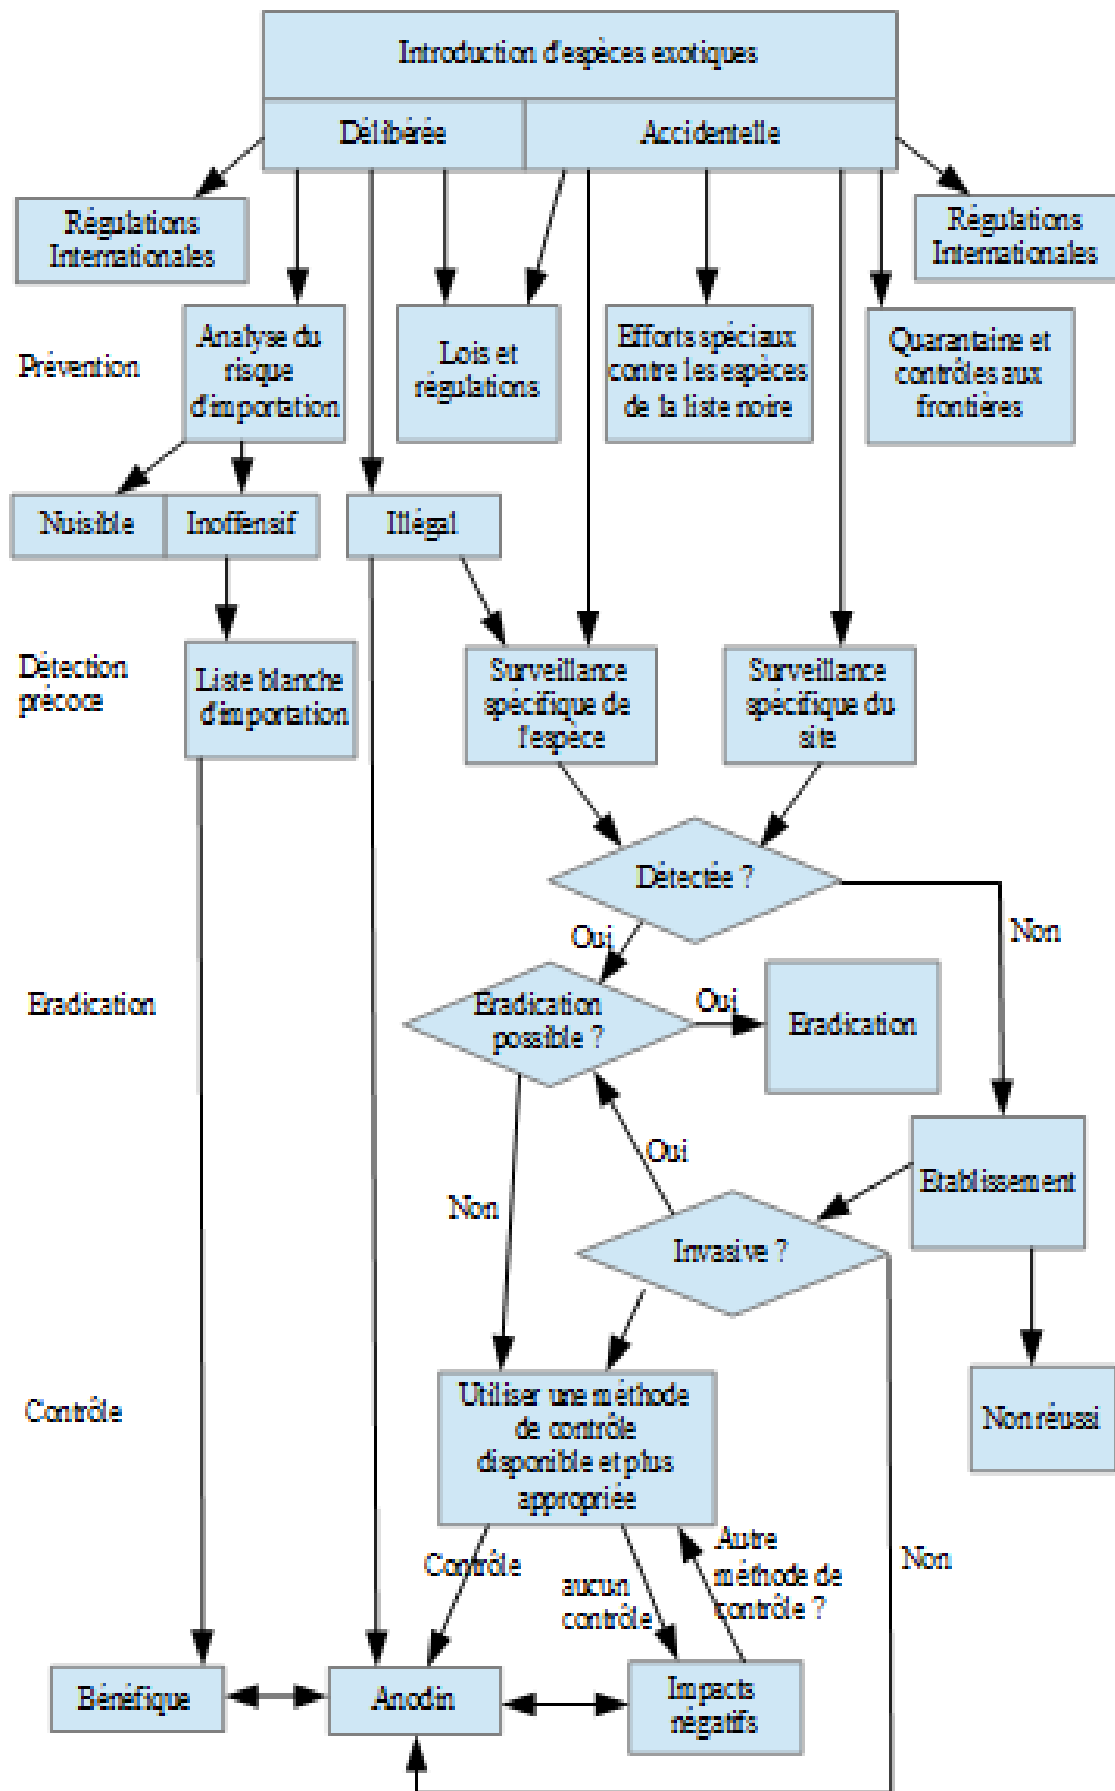 Introduction d'espèces exotiques
Délibérée
Accidentelle
Régulations
Internationales
Régulations
Internationales
Prévention
Analyse du
risque
d'importation
Lois et
régulations
Efforts spéciaux
contre les espèces
de la liste noire
Quarantaine et
contrôles aux
frontières
Nuisible
Inoffensif
Illégal
Détection
précoce
Liste blanche
d'importation
Surveillance
spécifique de
l'espèce
Surveillance
spécifique du
site
Détectée ?
Oui
Non
Eradication
Eradication
possible ?
Oui
Eradication
Oui
Etablissement
Non
Invasive ?
Contrôle
Utiliser une méthode
de contrôle
disponible et plus
appropriée
Non réussi
Contrôle
aucun
contrôle
Autre
méthode de
contrôle ?
Non
Bénéfique
Anodin
Impacts
négatifs